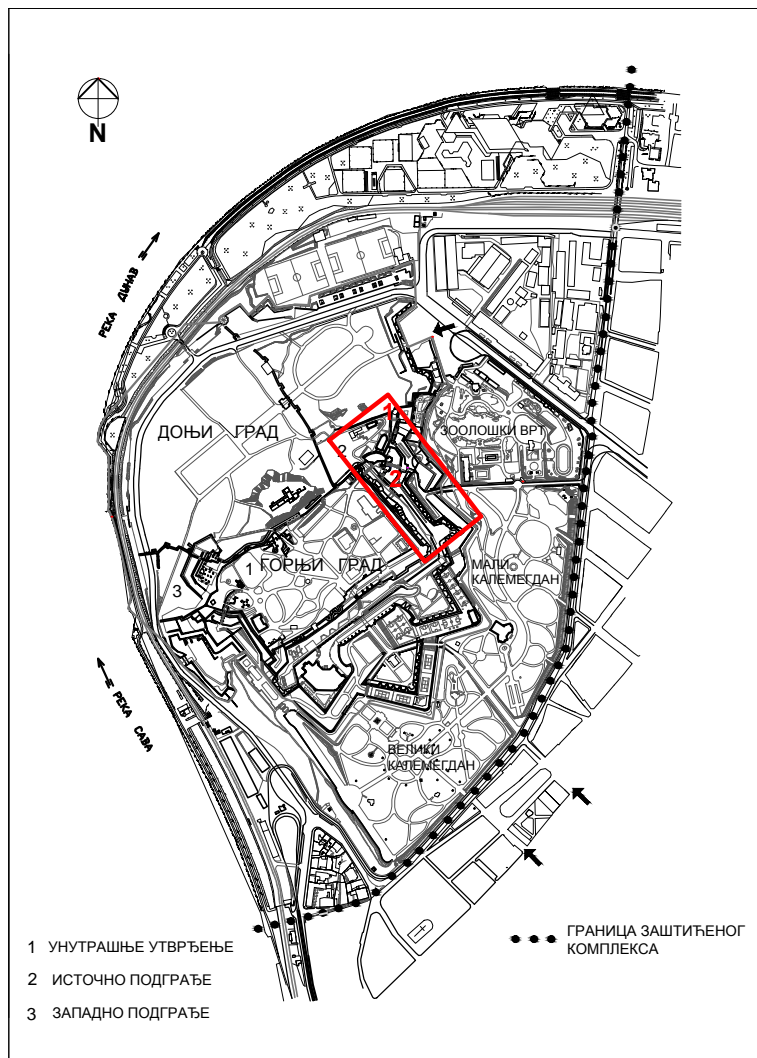 N
РЕКА ДУНАВ
ДОЊИ ГРАД
1
2
ЗООЛОШКИ ВРТ
2
1 ГОРЊИ ГРАД
3
МАЛИ
КАЛЕМЕГДАН
РЕКА САВА
ВЕЛИКИ
КАЛЕМЕГДАН
1 УНУТРАШЊЕ УТВРЂЕЊЕ
2 ИСТОЧНО ПОДГРАЂЕ
3 ЗАПАДНО ПОДГРАЂЕ
ГРАНИЦА ЗАШТИЋЕНОГ
КОМПЛЕКСА